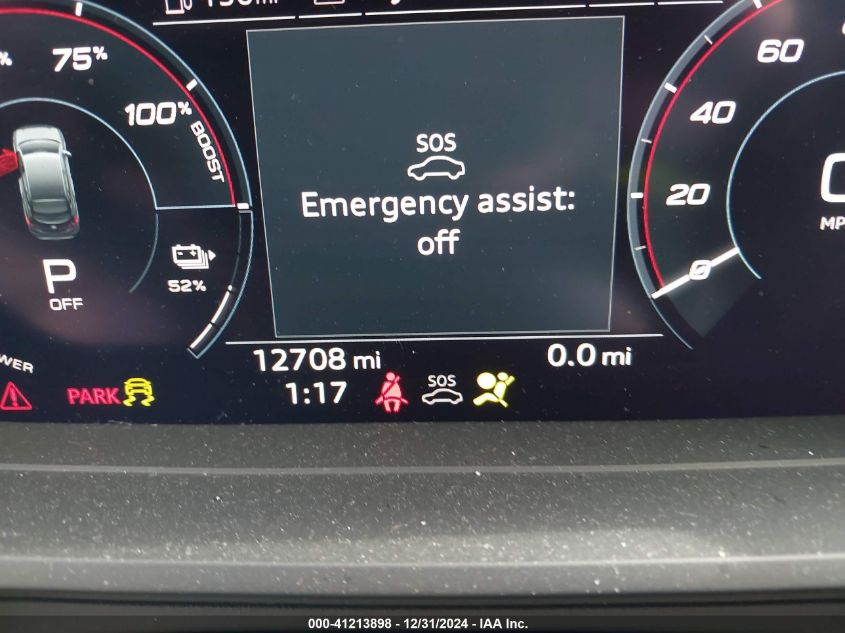 75%
100%
BOOST
P
OFF
52%
SOS
Emergency assist:
off
60
40
20
0
12708 mi
0.0 mi
1:17
PARK
SOS
000-41213898 - 12/31/2024 - IAA Inc.